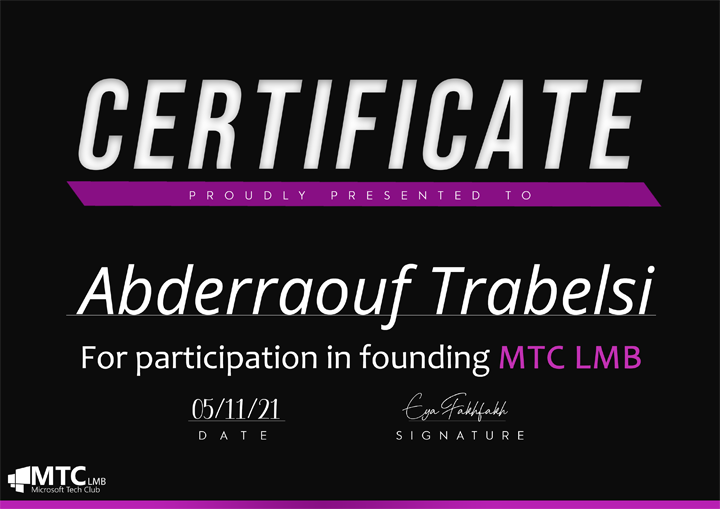 CERTIFICATE
PROUDLY PRESENTED TO
Abderraouf Trabelsi
For participation in founding MTC LMB
05/11/21
DATE
Eya Fakhfakh
SIGNATURE
MTC LMB
Microsoft Tech Club